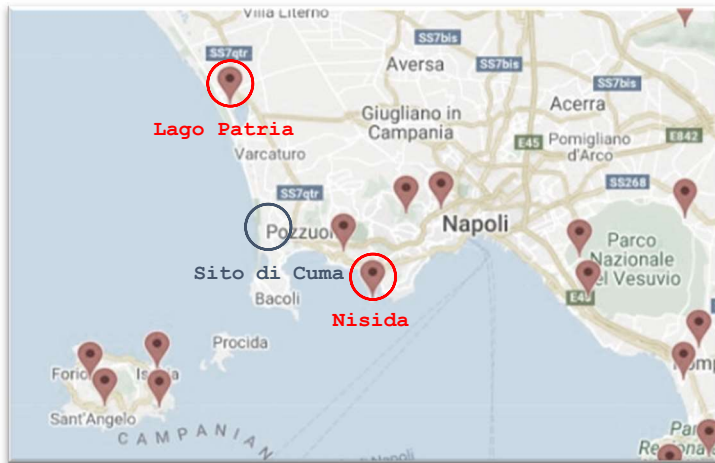 Villa Literno
SS7bis
SS7qtr
Aversa
SS7bis
SS7bis
Acerra
Giugliano in
Campania
Lago Patria
E45
Pomigliano
d'Arco
E842
Varcaturo
SS7qtr
SS268
Pozzuoli
Napoli
Parco
Nazionale
del Vesuvio
Sito di Cuma
Bacoli
E45
Nisida
Procida
Forio
Ischia
Sant'Angelo
CAMPANIAN